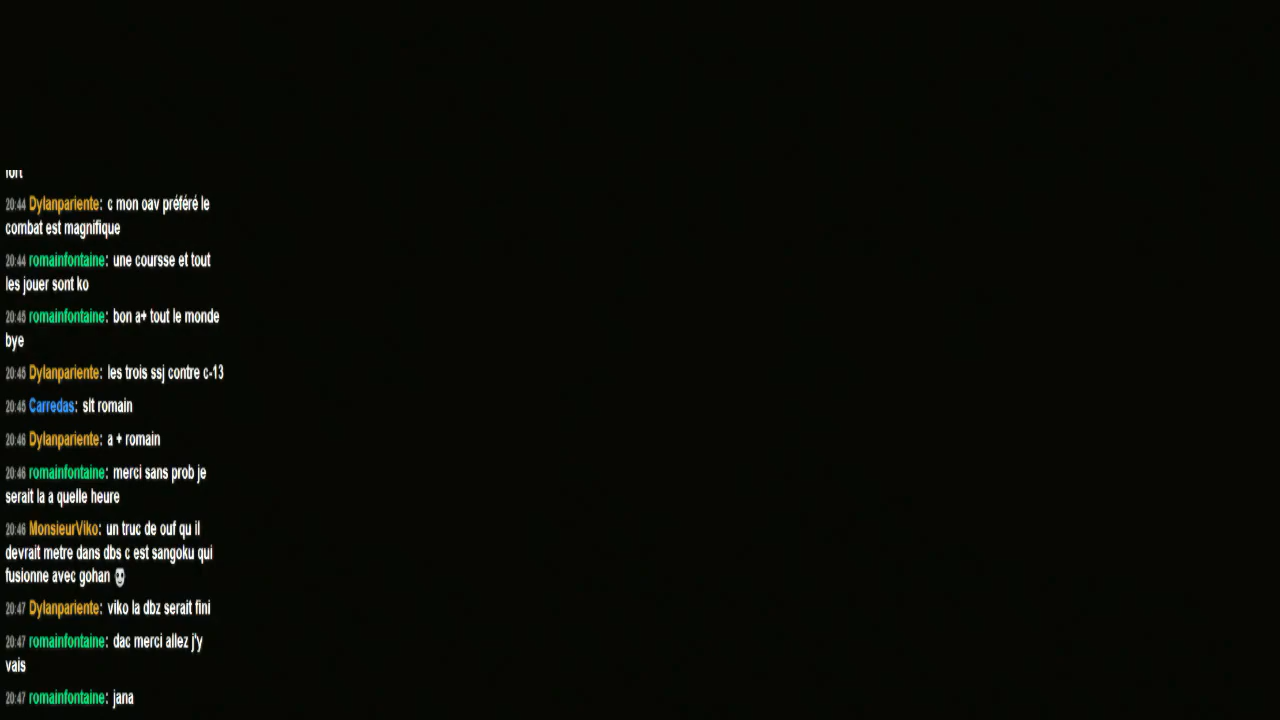 fort
20:44 Dylanpariente: c mon oav préféré le
combat est magnifique
20:44 romainfontaine: une coursse et tout
les jouer sont ko
20:45 romainfontaine: bon a+ tout le monde
bye
20:45 Dylanpariente: les trois ssj contre c-13
20:45 Carredas: slt romain
20:46 Dylanpariente: a + romain
20:46 romainfontaine: merci sans prob je
serait la a quelle heure
20:46 MonsieurViko: un truc de ouf qu il
devrait metre dans dbs c est sangoku qui
fusionne avec gohan
20:47 Dylanpariente: viko la dbz serait fini
20:47 romainfontaine: dac merci allez j'y
vais
20:47 romainfontaine: jana